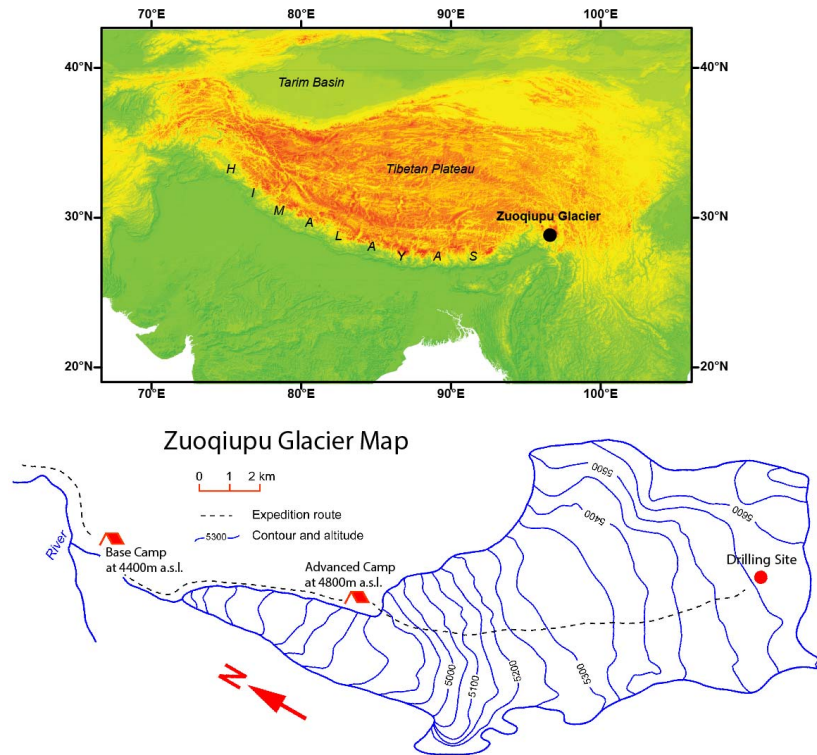 70°E 80°E 90°E 100°E
40°N 40°N
Tarim Basin
Tibetan Plateau
H
I
M
A
L
A
Y
A
S
Zuoqiupu Glacier
30°N 30°N
20°N 20°N
70°E 80°E 90°E 100°E
Zuoqiupu Glacier Map
0 1 2 km
Expedition route
5300 Contour and altitude
River
Base Camp
at 4400m a.s.l.
Advanced Camp
at 4800m a.s.l.
Drilling Site
5500
5600
5400
5300
5200
5100
5000
N